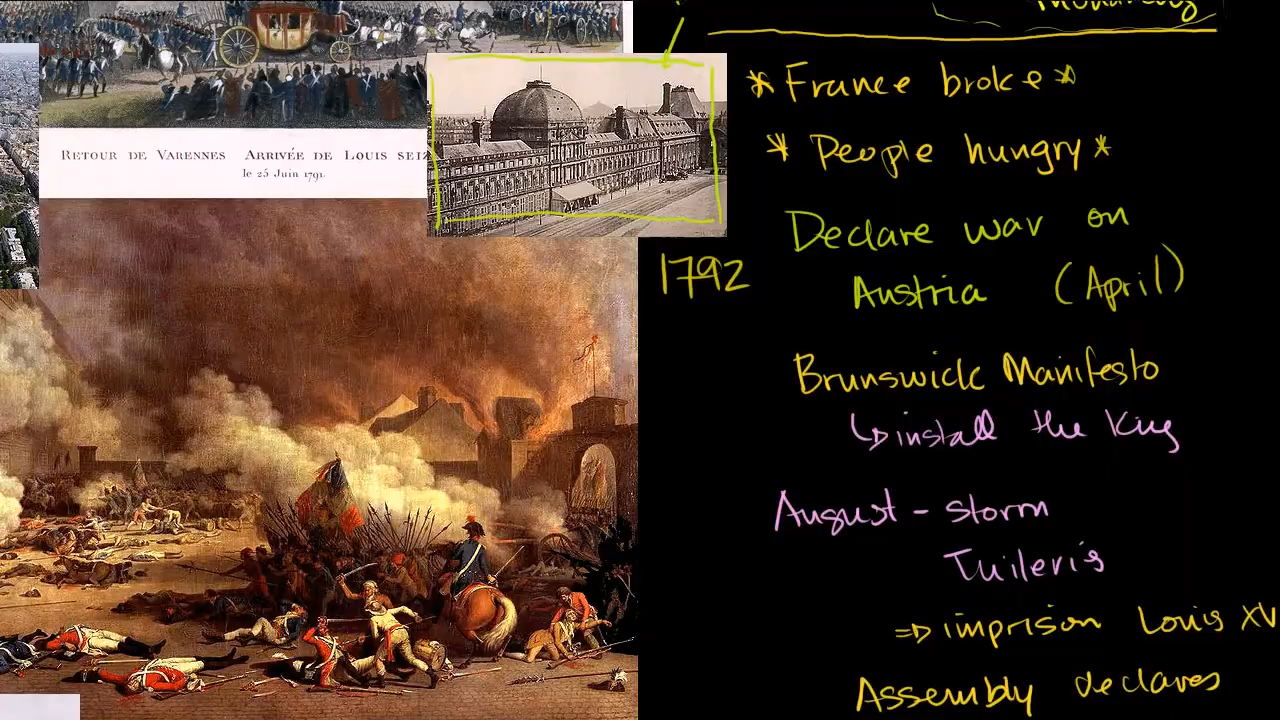 RETOUR DE VARENNES ARRIVÉE DE LOUIS SEIZ
le 25 Juin 1791.
*France broke*
*People hungry*
Declare war on
1792
Austria (April)
Brunswick Manifesto
↳install the King
August - storm
Tuileris
⇒ imprison Louis XV
Assembly declares